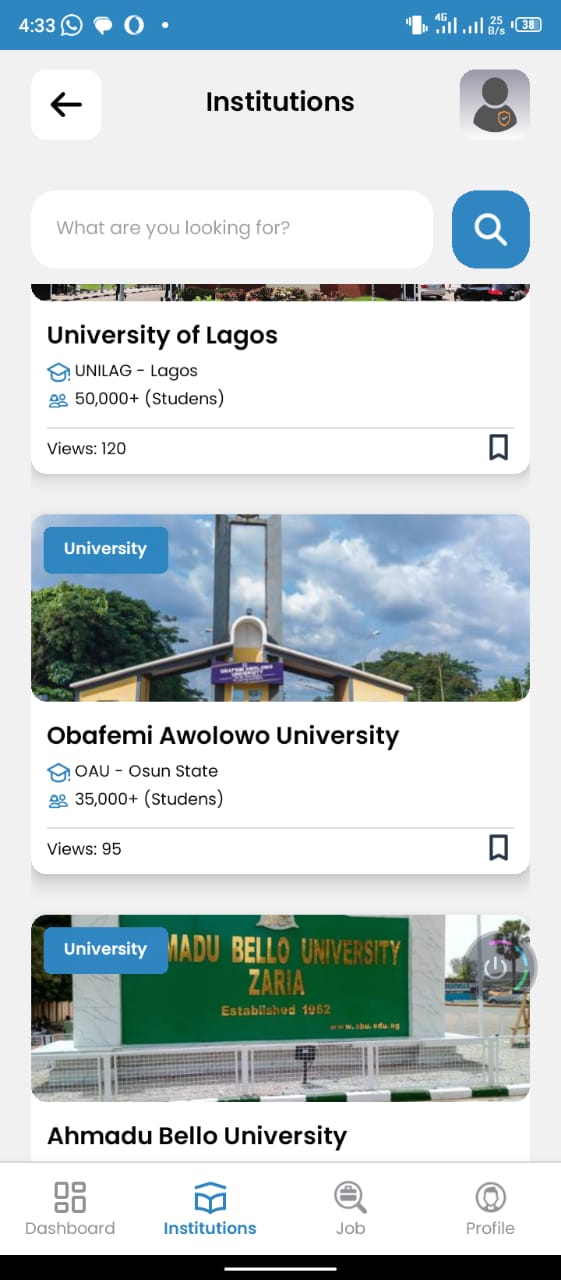 4:33
4G
25
B/s
38
Institutions
What are you looking for?
University of Lagos
UNILAG - Lagos
50,000+ (Studens)
Views: 120
University
OBAFEMI AWOLOWO
UNIVERSITY
Obafemi Awolowo University
OAU - Osun State
35,000+ (Studens)
Views: 95
University
MADU BELLO UNIVERSITY
ZARIA
Established 1962
www.abu.edu.ng
Ahmadu Bello University
Dashboard
Institutions
Job
Profile